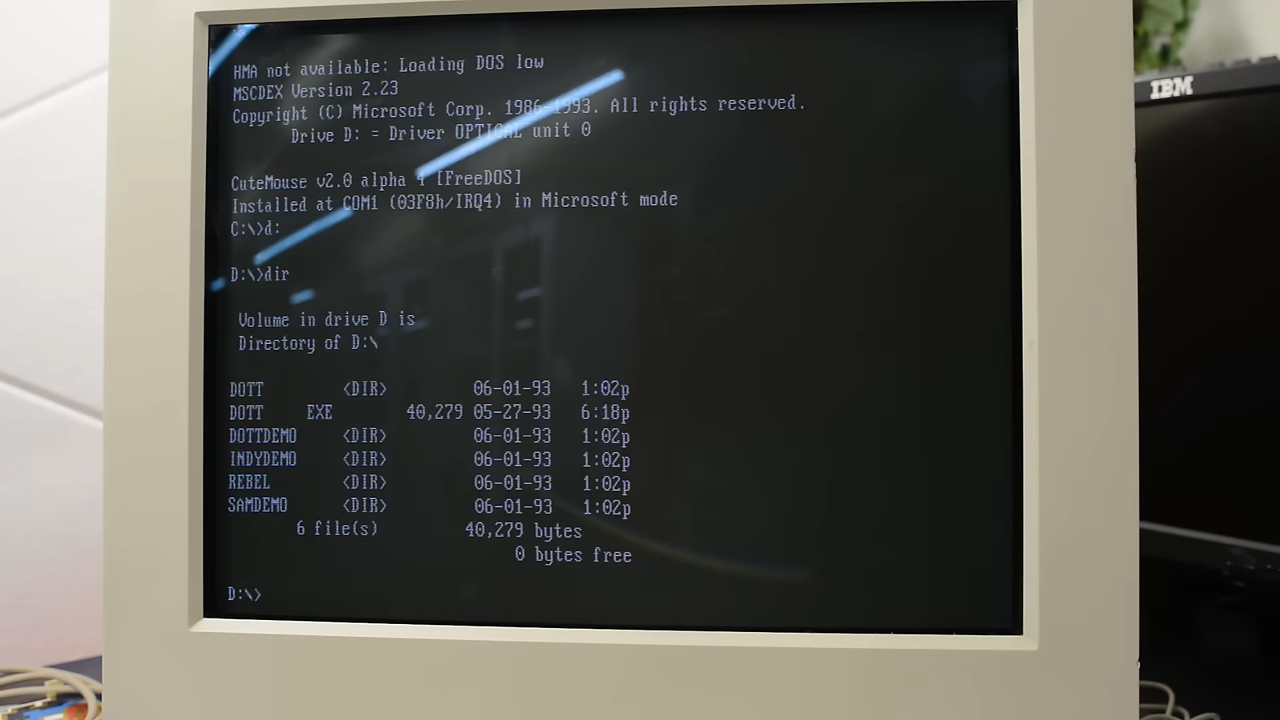 HMA not available: Loading DOS low
MSCDEX Version 2.23
Copyright (C) Microsoft Corp. 1986-1993. All rights reserved.
Drive D: = Driver OPTICAL unit 0
CuteMouse v2.0 alpha 4 [FreeDOS]
Installed at COM1 (03F8h/IRQ4) in Microsoft mode
C:\>d:
D:\>dir
Volume in drive D is
Directory of D:\
DOTT <DIR> 06-01-93 1:02p
DOTT EXE 40,279 05-27-93 6:18p
DOTTDEMO <DIR> 06-01-93 1:02p
INDYDEMO <DIR> 06-01-93 1:02p
REBEL <DIR> 06-01-93 1:02p
SAMDEMO <DIR> 06-01-93 1:02p
6 file(s) 40,279 bytes
0 bytes free
D:\>
IBM